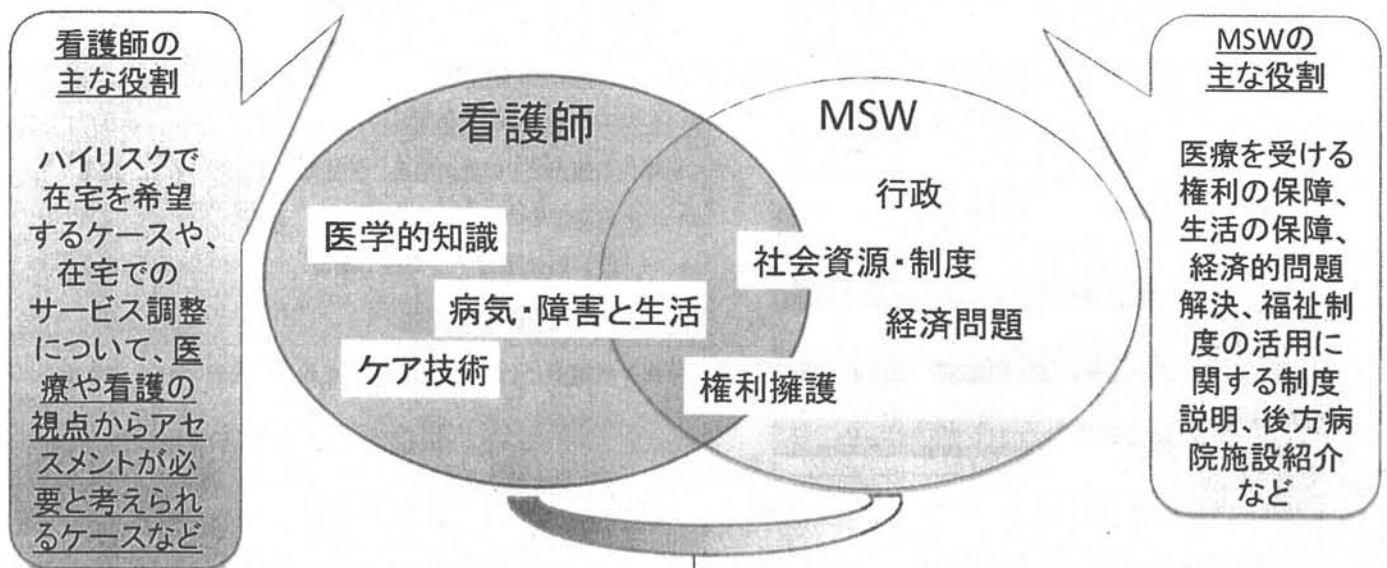 看護師の
主な役割
ハイリスクで
在宅を希望
するケースや、
在宅での
サービス調整
について、医
療や看護の
視点からアセ
スメントが必
要と考えられ
るケースなど
看護師
医学的知識
病気・障害と生活
ケア技術
MSW
行政
社会資源・制度
経済問題
権利擁護
MSWの
主な役割
医療を受ける
権利の保障、
生活の保障、
経済的問題
解決、福祉制
度の活用に
関する制度
説明、後方病
院施設紹介
など